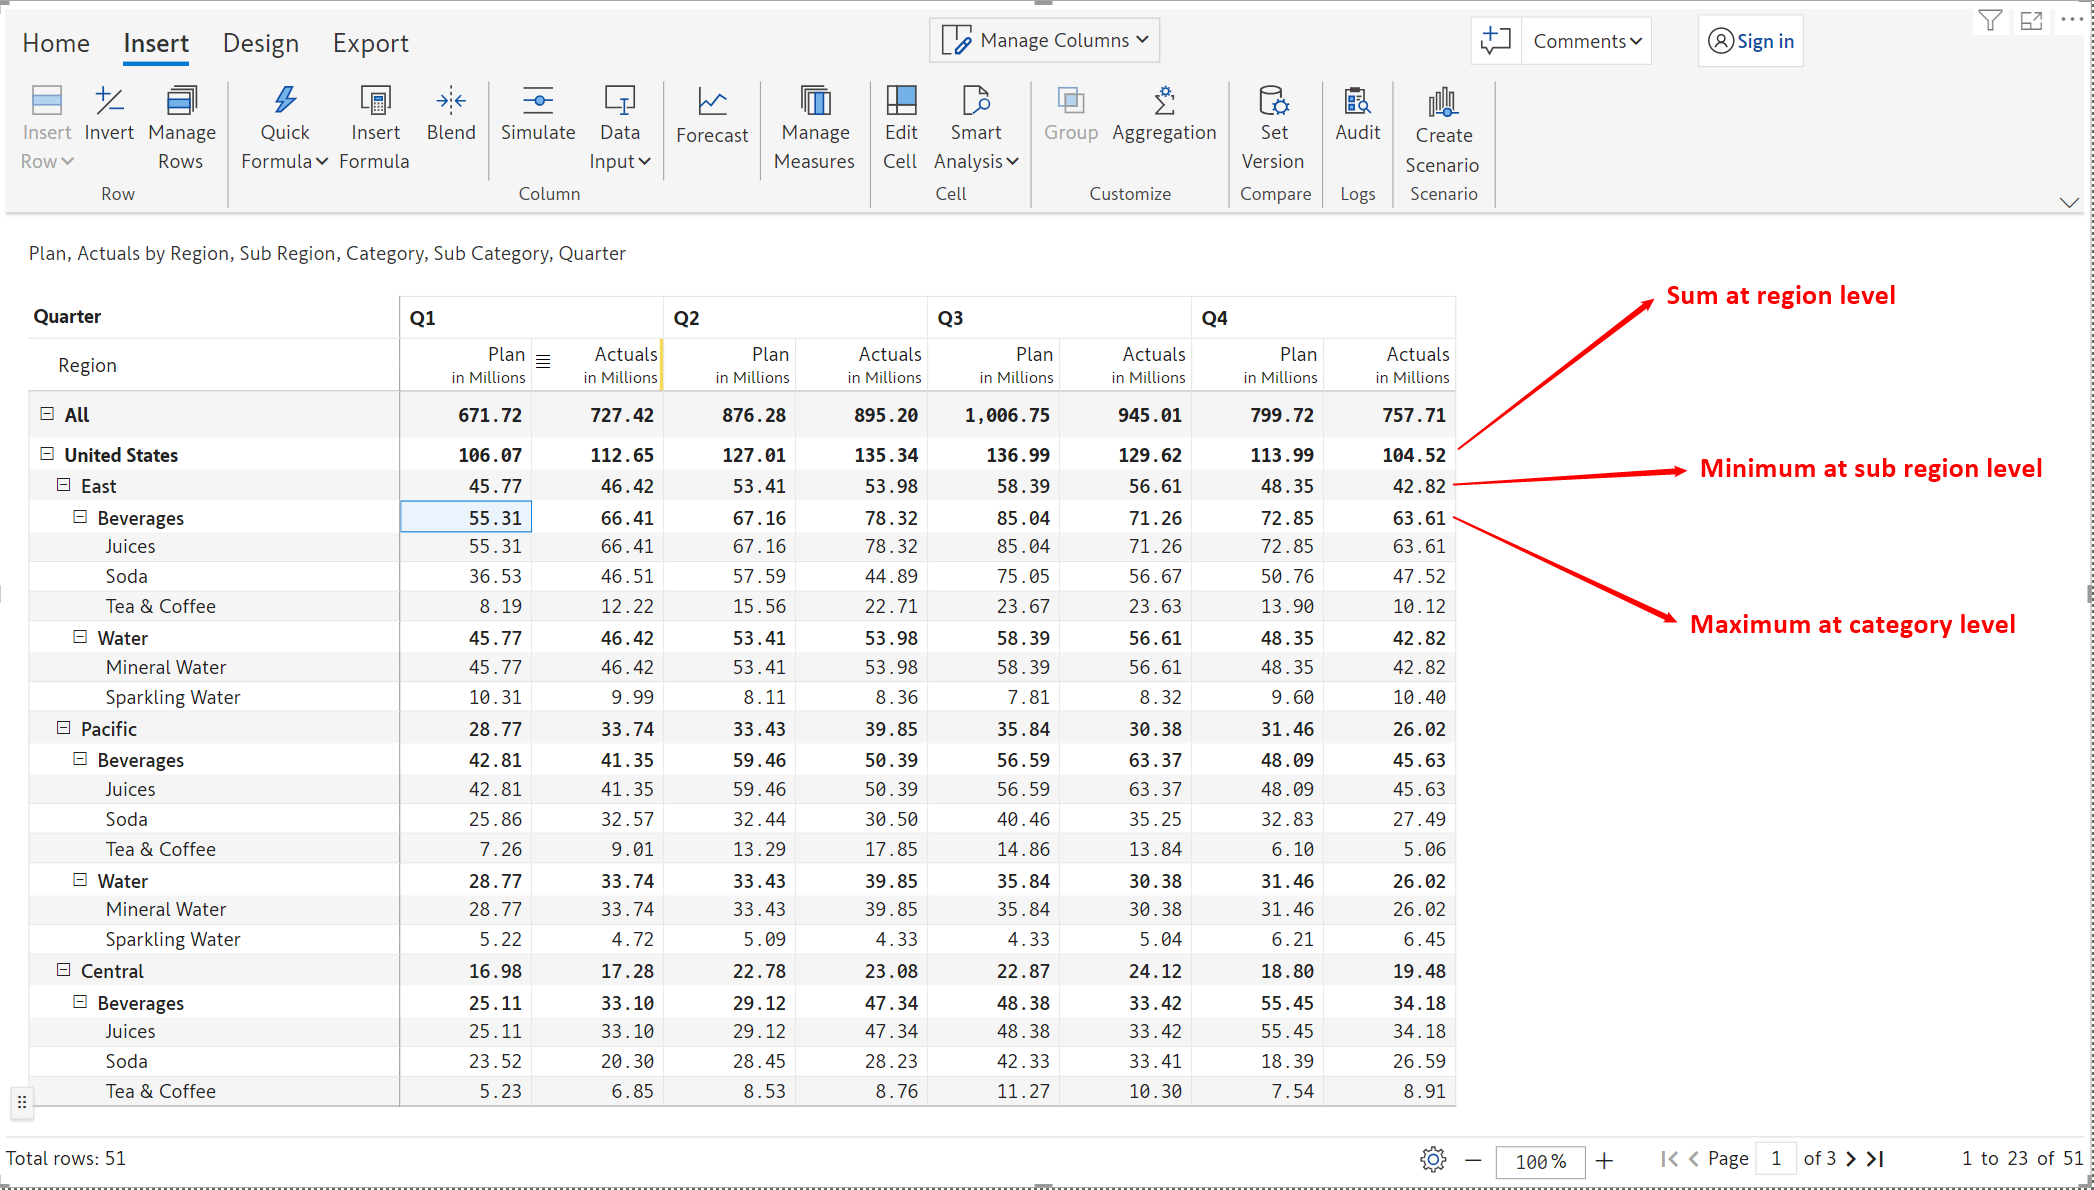 Home Insert Design Export Manage Columns Comments Sign in
Insert Row Invert Manage Rows Quick Formula Insert Formula Blend Simulate Data Input Forecast Manage Measures Edit Cell Smart Analysis Group Aggregation Set Version Audit Create Scenario
Row Column Cell Customize Compare Logs Scenario
Plan, Actuals by Region, Sub Region, Category, Sub Category, Quarter
Quarter Q1 Q2 Q3 Q4
Region Plan in Millions Actuals in Millions Plan in Millions Actuals in Millions Plan in Millions Actuals in Millions Plan in Millions Actuals in Millions
Sum at region level
All 671.72 727.42 876.28 895.20 1,006.75 945.01 799.72 757.71
United States 106.07 112.65 127.01 135.34 136.99 129.62 113.99 104.52
Minimum at sub region level
East 45.77 46.42 53.41 53.98 58.39 56.61 48.35 42.82
Beverages 55.31 66.41 67.16 78.32 85.04 71.26 72.85 63.61
Juices 55.31 66.41 67.16 78.32 85.04 71.26 72.85 63.61
Soda 36.53 46.51 57.59 44.89 75.05 56.67 50.76 47.52
Tea & Coffee 8.19 12.22 15.56 22.71 23.67 23.63 13.90 10.12
Maximum at category level
Water 45.77 46.42 53.41 53.98 58.39 56.61 48.35 42.82
Mineral Water 45.77 46.42 53.41 53.98 58.39 56.61 48.35 42.82
Sparkling Water 10.31 9.99 8.11 8.36 7.81 8.32 9.60 10.40
Pacific 28.77 33.74 33.43 39.85 35.84 30.38 31.46 26.02
Beverages 42.81 41.35 59.46 50.39 56.59 63.37 48.09 45.63
Juices 42.81 41.35 59.46 50.39 56.59 63.37 48.09 45.63
Soda 25.86 32.57 32.44 30.50 40.46 35.25 32.83 27.49
Tea & Coffee 7.26 9.01 13.29 17.85 14.86 13.84 6.10 5.06
Water 28.77 33.74 33.43 39.85 35.84 30.38 31.46 26.02
Mineral Water 28.77 33.74 33.43 39.85 35.84 30.38 31.46 26.02
Sparkling Water 5.22 4.72 5.09 4.33 4.33 5.04 6.21 6.45
Central 16.98 17.28 22.78 23.08 22.87 24.12 18.80 19.48
Beverages 25.11 33.10 29.12 47.34 48.38 33.42 55.45 34.18
Juices 25.11 33.10 29.12 47.34 48.38 33.42 55.45 34.18
Soda 23.52 20.30 28.45 28.23 42.33 33.41 18.39 26.59
Tea & Coffee 5.23 6.85 8.53 8.76 11.27 10.30 7.54 8.91
Total rows: 51 100 % Page 1 of 3 1 to 23 of 51